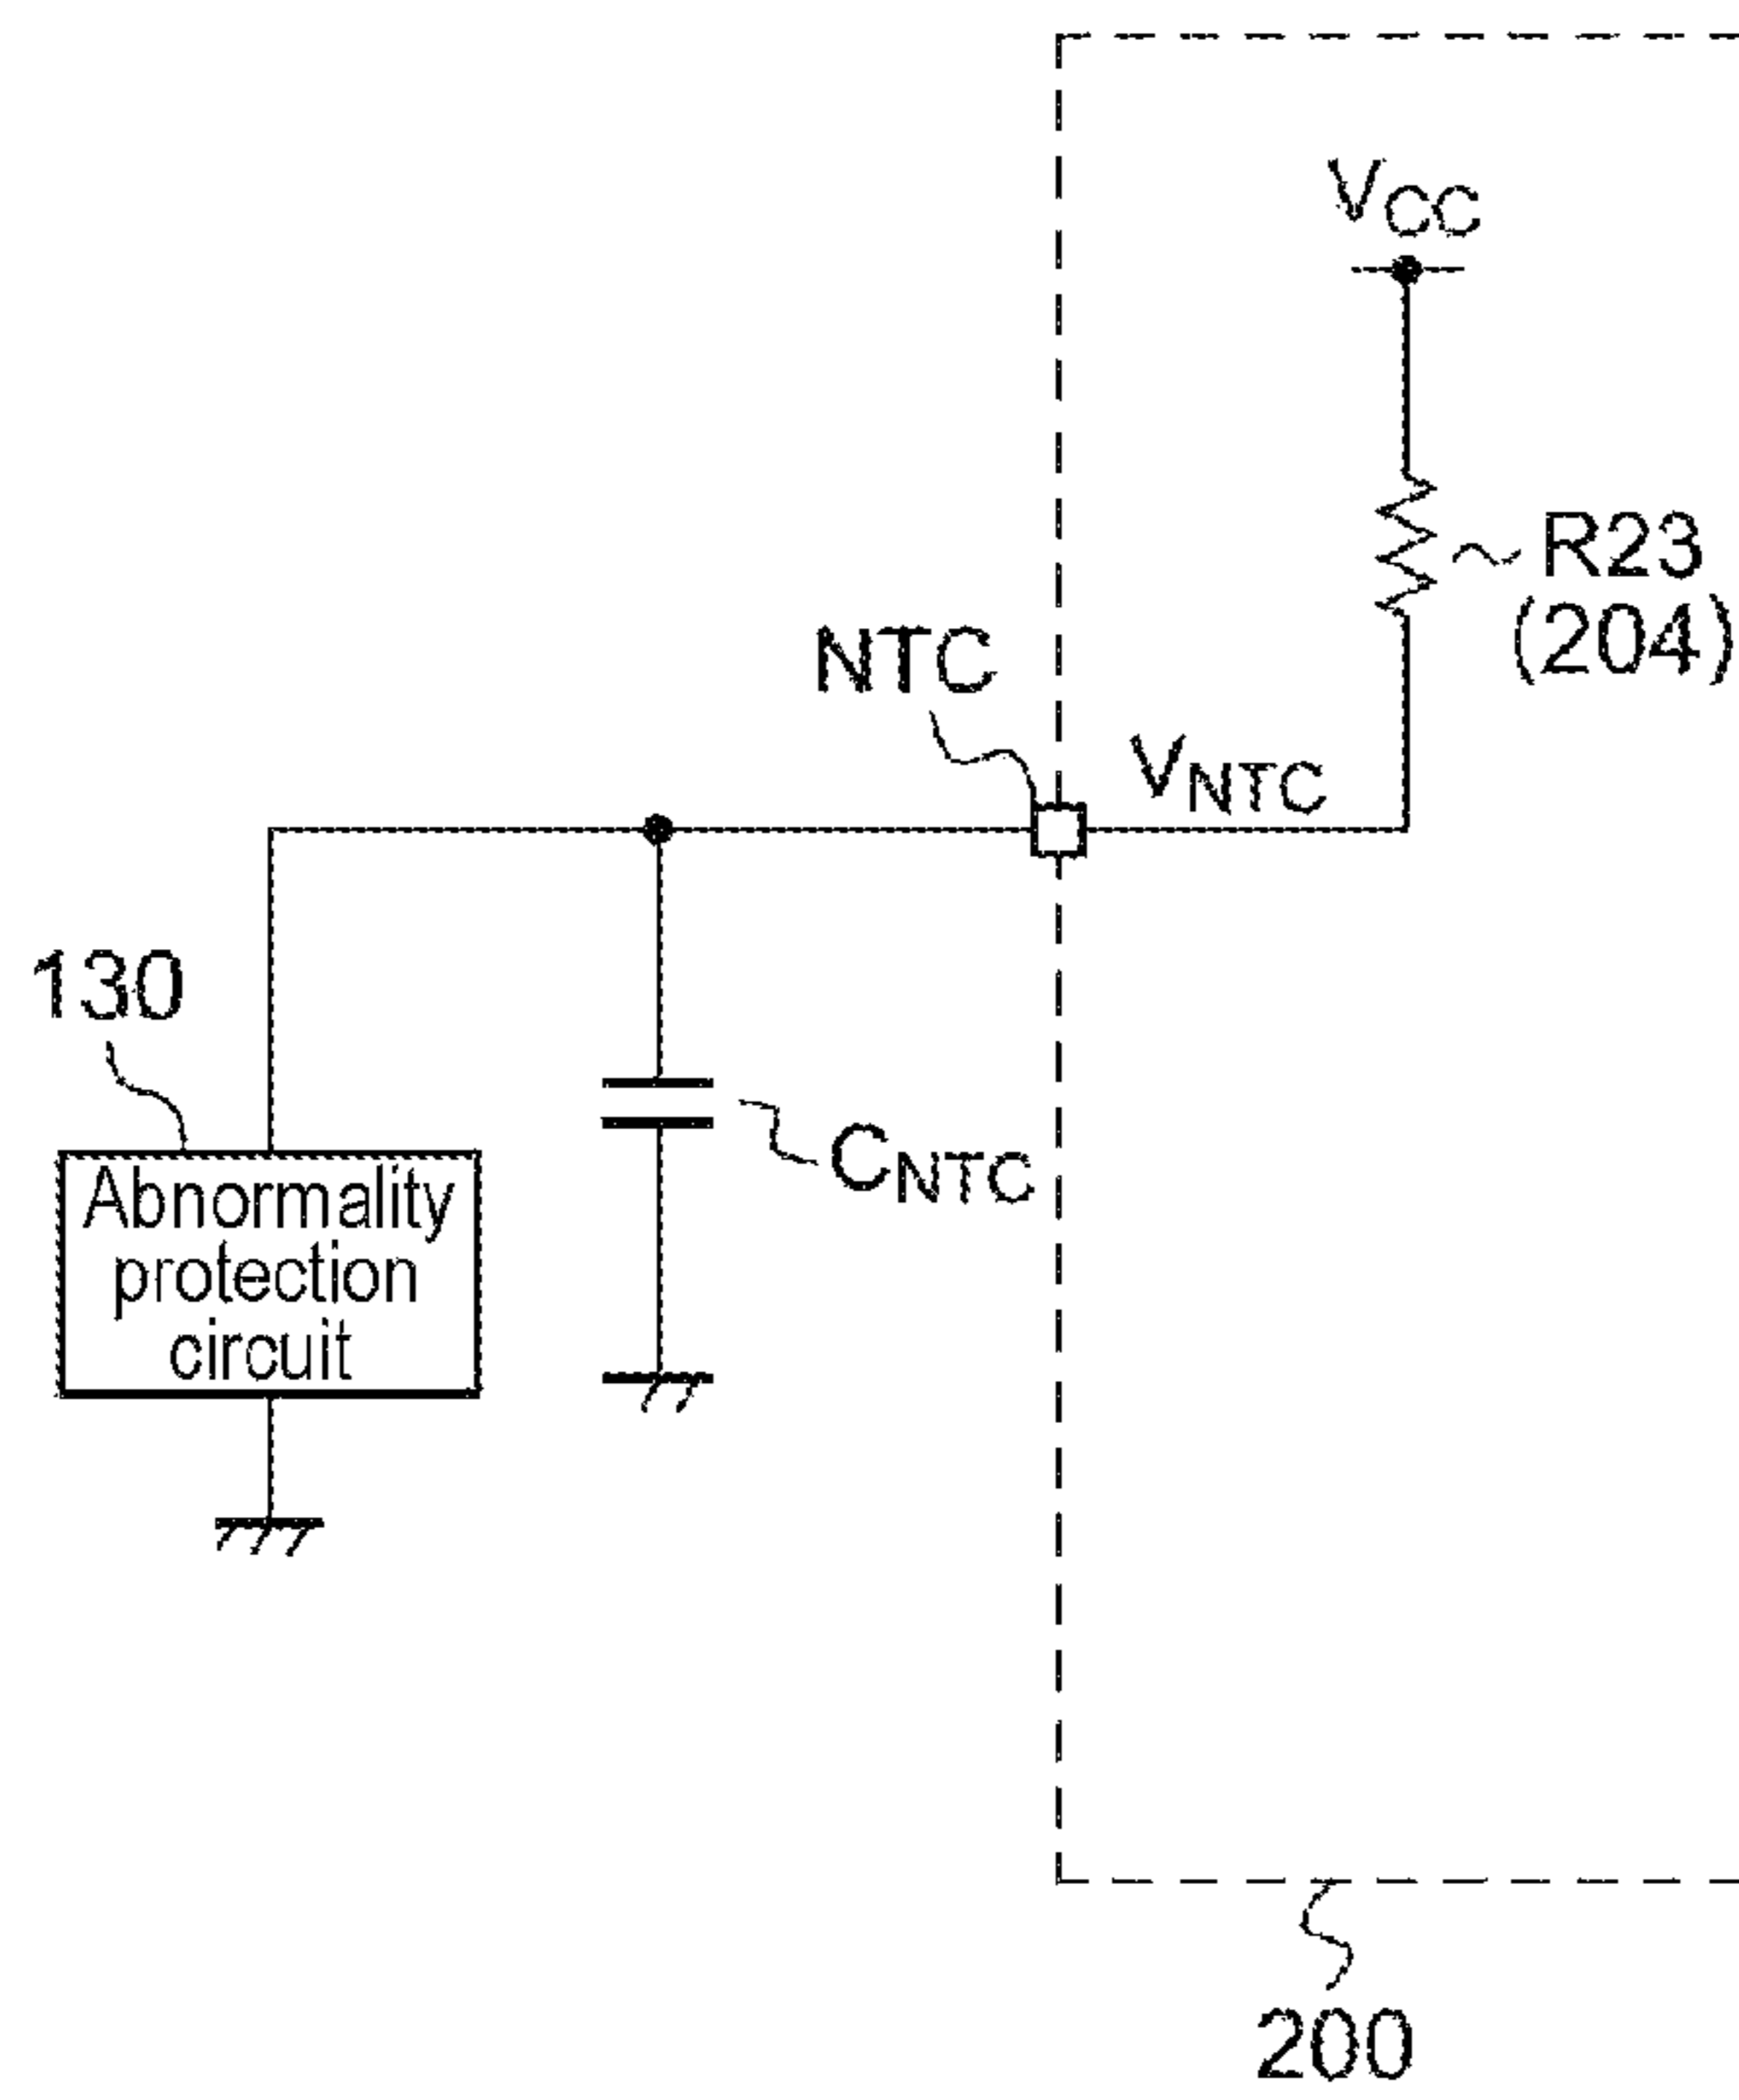 VCC
R23
(204)
NTC
VNTC
130
CNTC
Abnormality
protection
circuit
200